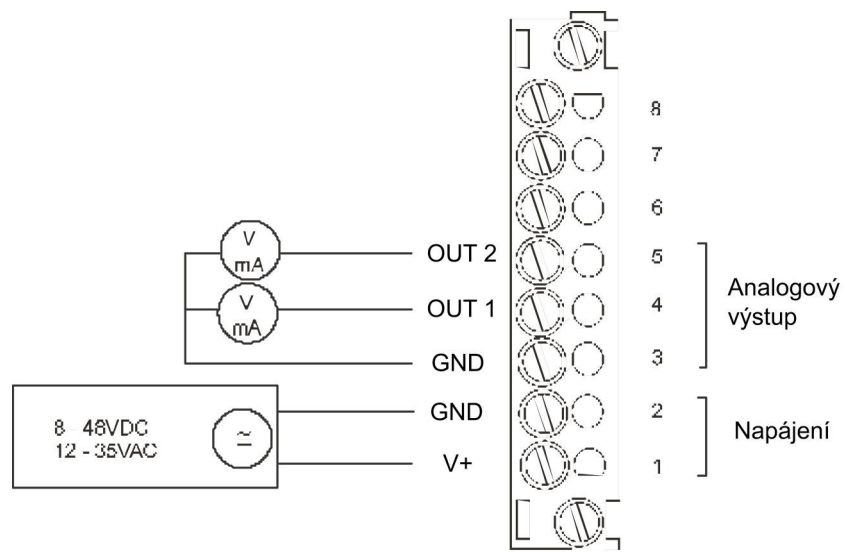 8
7
V
mA
6
OUT 2
5
V
mA
OUT 1
4
Analogový
výstup
GND
3
GND
2
8 - 48VDC
12 - 35VAC
≃
Napájení
V+
1